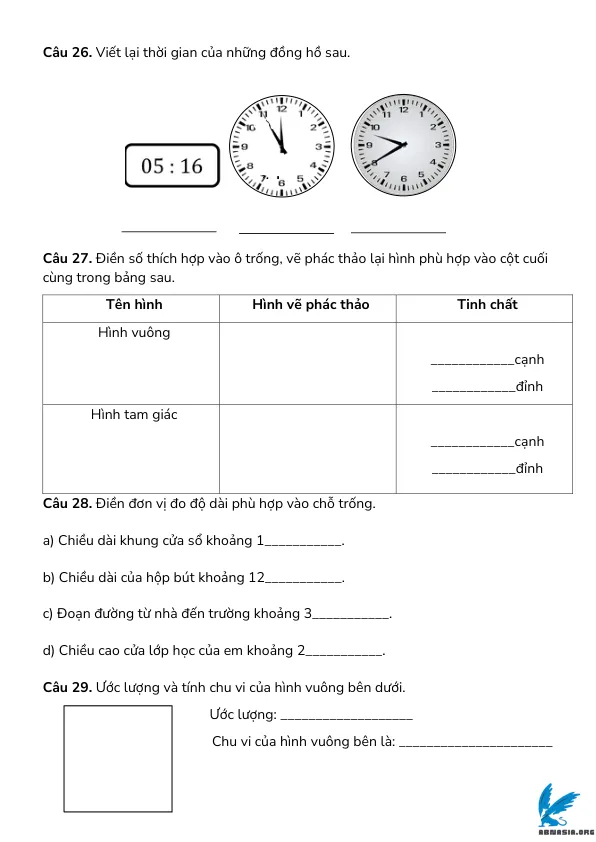 Câu 26. Viết lại thời gian của những đồng hồ sau.
05 : 16
12
1
2
3
4
5
6
7
8
9
10
11
12
1
2
3
4
5
6
7
8
9
10
11
Câu 27. Điền số thích hợp vào ô trống, vẽ phác thảo lại hình phù hợp vào cột cuối
cùng trong bảng sau.
Tên hình Hình vẽ phác thảo Tinh chất
Hình vuông
____________cạnh
____________đỉnh
Hình tam giác
____________cạnh
____________đỉnh
Câu 28. Điền đơn vị đo độ dài phù hợp vào chỗ trống.
a) Chiều dài khung cửa sổ khoảng 1___________.
b) Chiều dài của hộp bút khoảng 12___________.
c) Đoạn đường từ nhà đến trường khoảng 3___________.
d) Chiều cao cửa lớp học của em khoảng 2___________.
Câu 29. Ước lượng và tính chu vi của hình vuông bên dưới.
Ước lượng: ___________________
Chu vi của hình vuông bên là: ______________________
ABNASIA.ORG